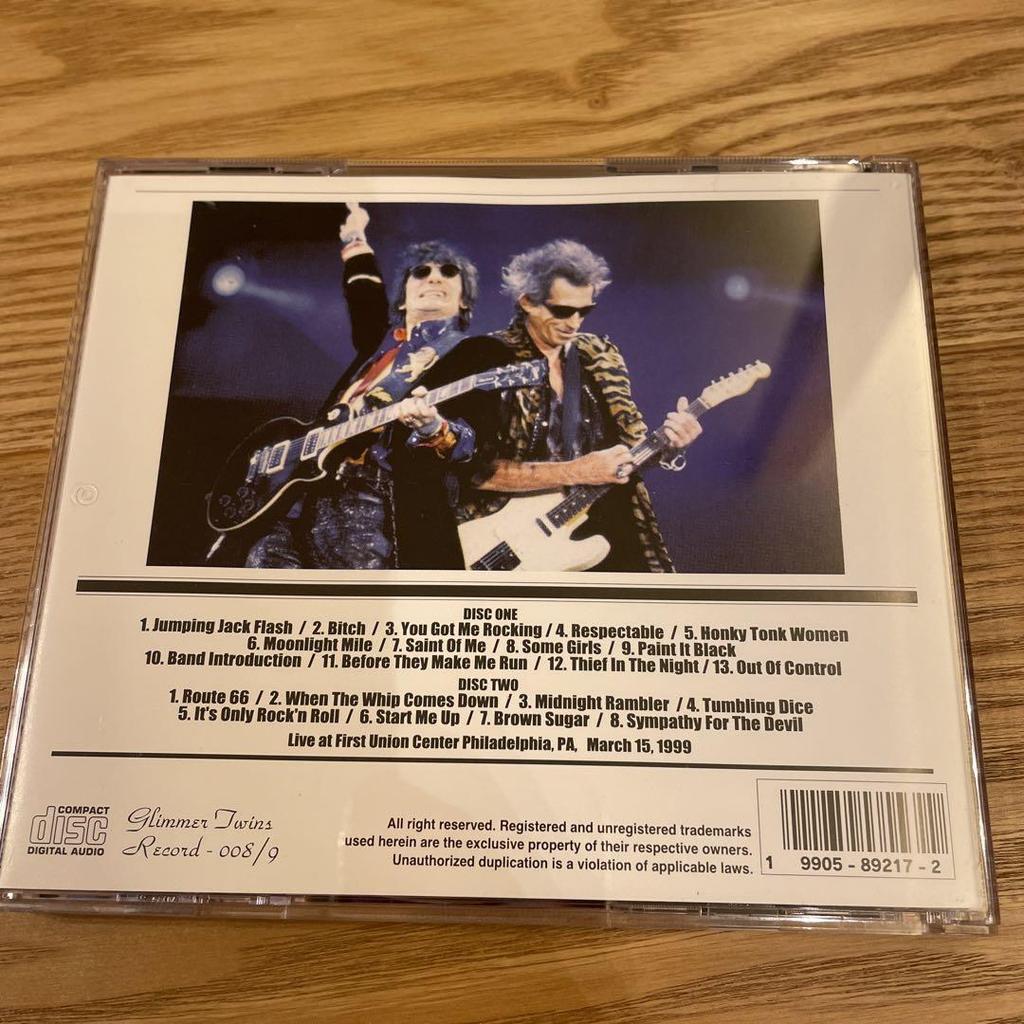 DISC ONE
1. Jumping Jack Flash / 2. Bitch / 3. You Got Me Rocking / 4. Respectable / 5. Honky Tonk Women
6. Moonlight Mile / 7. Saint Of Me / 8. Some Girls / 9. Paint It Black
10. Band Introduction / 11. Before They Make Me Run / 12. Thief In The Night / 13. Out Of Control
DISC TWO
1. Route 66 / 2. When The Whip Comes Down / 3. Midnight Rambler / 4. Tumbling Dice
5. It's Only Rock'n Roll / 6. Start Me Up / 7. Brown Sugar / 8. Sympathy For The Devil
Live at First Union Center Philadelphia, PA, March 15, 1999
COMPACT
disc
DIGITAL AUDIO
Glimmer Twins
Record - 008/9
All right reserved. Registered and unregistered trademarks
used herein are the exclusive property of their respective owners.
Unauthorized duplication is a violation of applicable laws.
1 9905 - 89217 - 2